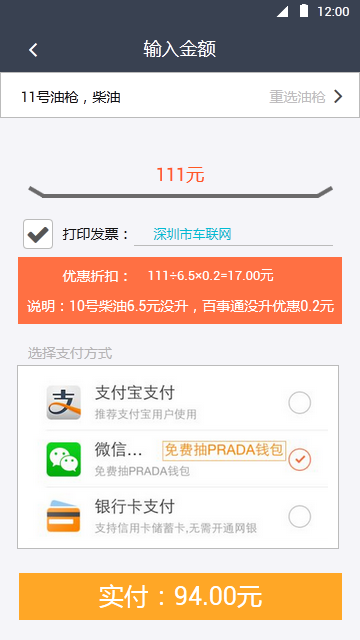 12:00
输入金额
11号油枪，柴油
重选油枪
111元
打印发票：
深圳市车联网
优惠折扣： 111÷6.5×0.2=17.00元
说明：10号柴油6.5元没升，百事通没升优惠0.2元
选择支付方式
支
支付宝支付
推荐支付宝用户使用
微信... 免费抽PRADA钱包
免费抽PRADA钱包
银行卡支付
支持信用卡储蓄卡,无需开通网银
实付：94.00元